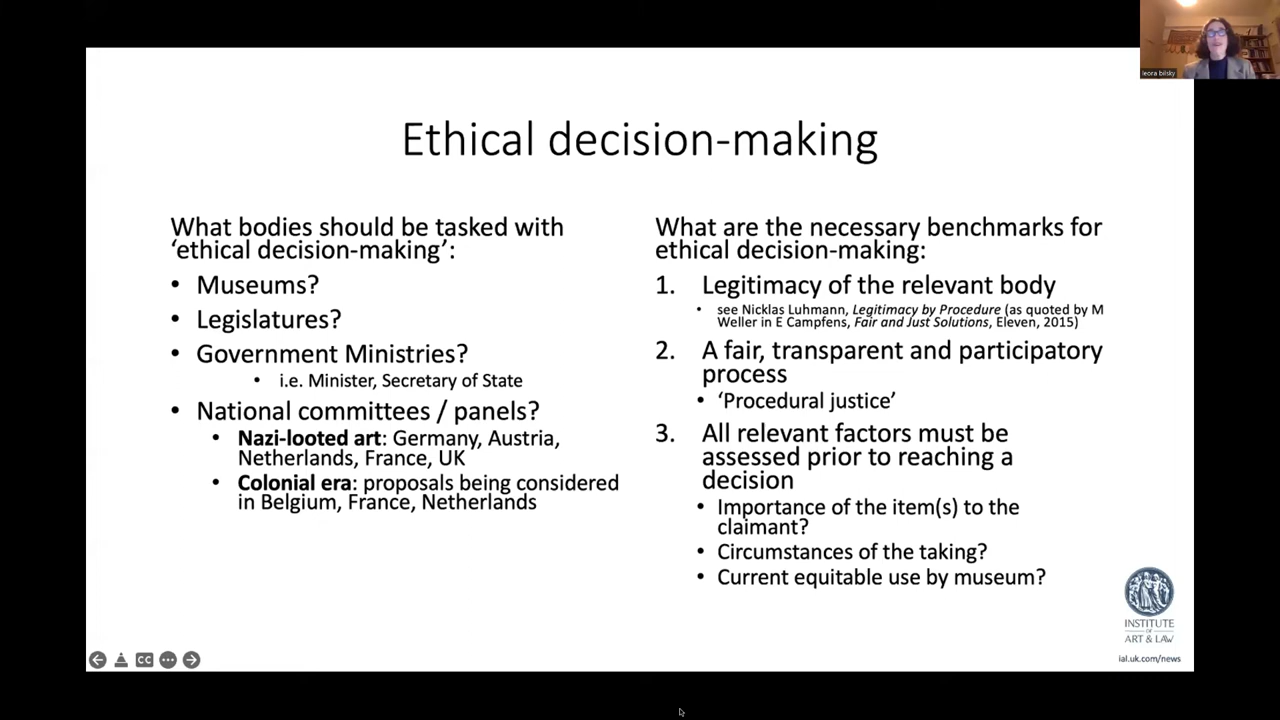 leora bilsky
Ethical decision-making
What bodies should be tasked with
‘ethical decision-making’:
• Museums?
• Legislatures?
• Government Ministries?
• i.e. Minister, Secretary of State
• National committees / panels?
• Nazi-looted art: Germany, Austria,
Netherlands, France, UK
• Colonial era: proposals being considered
in Belgium, France, Netherlands
What are the necessary benchmarks for
ethical decision-making:
1. Legitimacy of the relevant body
• see Nicklas Luhmann, Legitimacy by Procedure (as quoted by M
Weller in E Campfens, Fair and Just Solutions, Eleven, 2015)
2. A fair, transparent and participatory
process
• ‘Procedural justice’
3. All relevant factors must be
assessed prior to reaching a
decision
• Importance of the item(s) to the
claimant?
• Circumstances of the taking?
• Current equitable use by museum?
INSTITUTE
OF
ART & LAW
ial.uk.com/news
CC